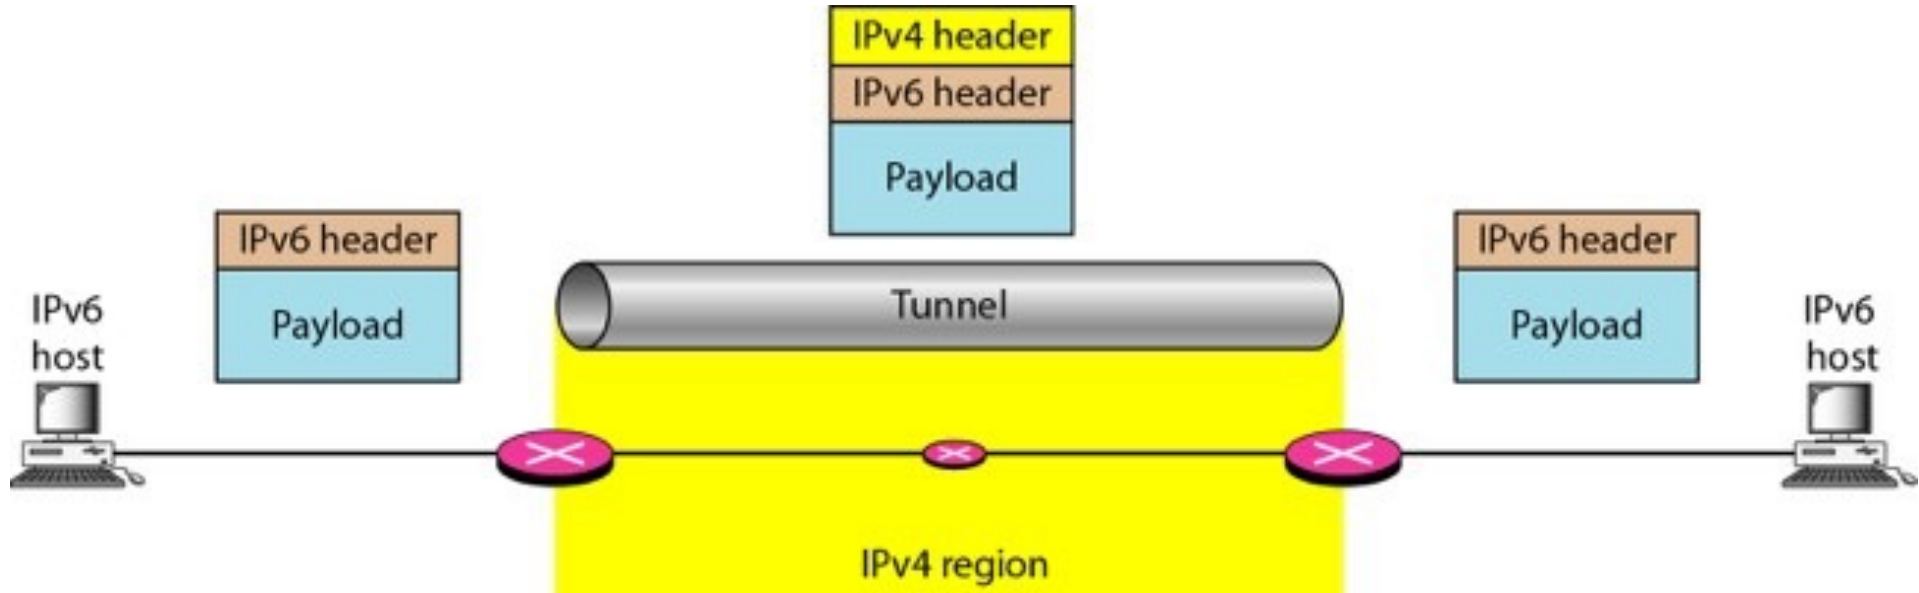 IPv4 header
IPv6 header
Payload
IPv6 header
Payload
IPv6
host
Tunnel
IPv6 header
Payload
IPv6
host
IPv4 region